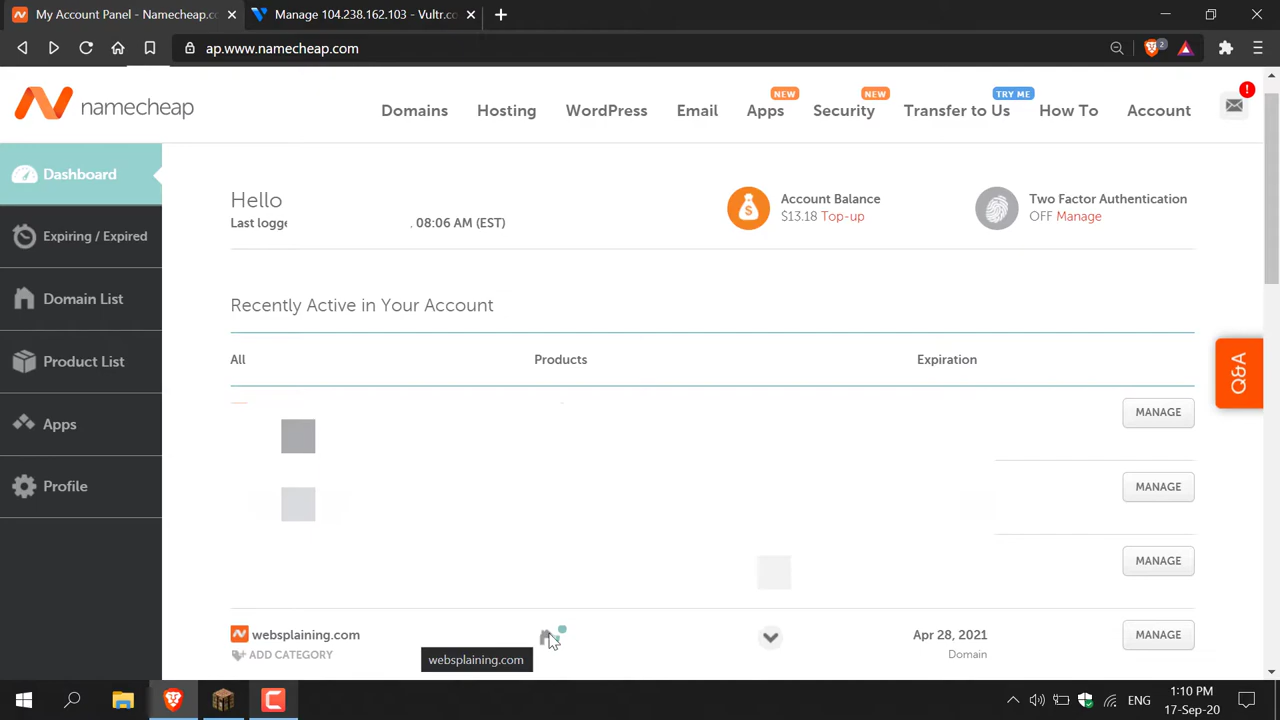 My Account Panel - Namecheap.co
Manage 104.238.162.103 - Vultr.co
ap.www.namecheap.com
2
NEW
NEW
TRY ME
!
namecheap
Domains
Hosting
WordPress
Email
Apps
Security
Transfer to Us
How To
Account
Dashboard
Expiring / Expired
Domain List
Product List
Apps
Profile
Hello
Last logge
. 08:06 AM (EST)
Account Balance
$13.18 Top-up
Two Factor Authentication
OFF Manage
Recently Active in Your Account
All
Products
Expiration
MANAGE
MANAGE
MANAGE
websplaining.com
ADD CATEGORY
websplaining.com
Apr 28, 2021
Domain
MANAGE
Q&A
ENG
1:10 PM
17-Sep-20